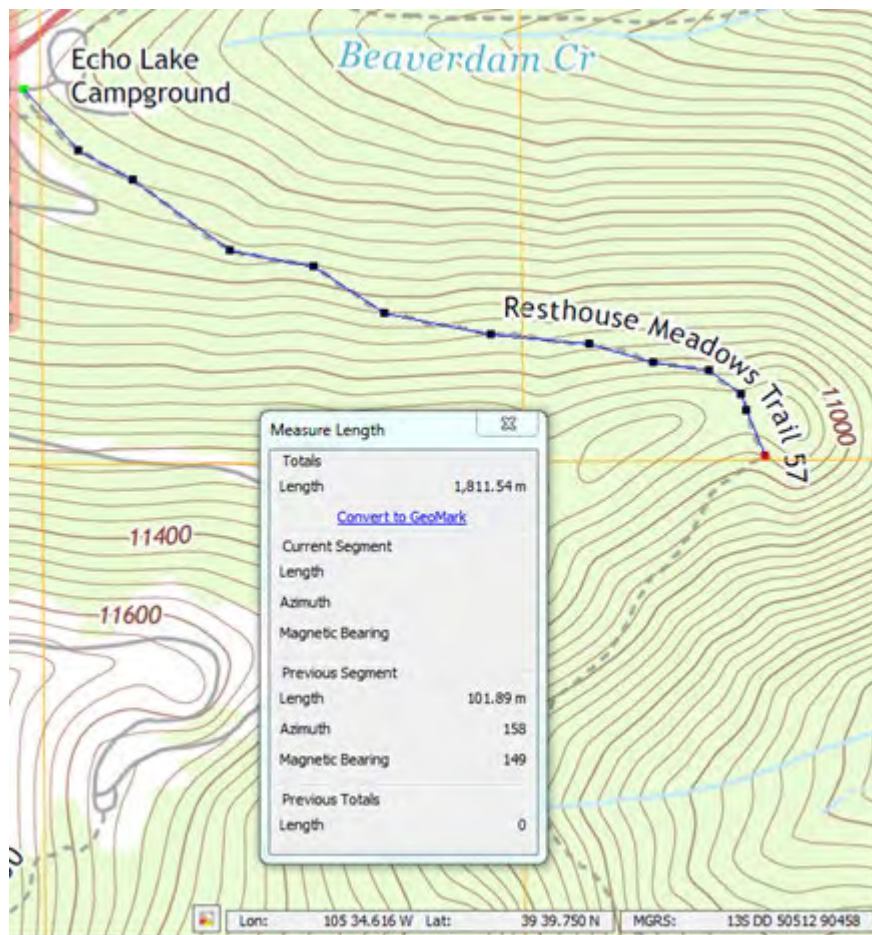 Echo Lake
Campground
Beaverdam Cr
Resthouse Meadows Trail 57
11000
11400
11600
Measure Length
Totals
Length 1,811.54 m
Convert to GeoMark
Current Segment
Length
Azimuth
Magnetic Bearing
Previous Segment
Length 101.89 m
Azimuth 158
Magnetic Bearing 149
Previous Totals
Length 0
Lon: 105 34.616 W Lat: 39 39.750 N MGRS: 13S DD 50512 90458